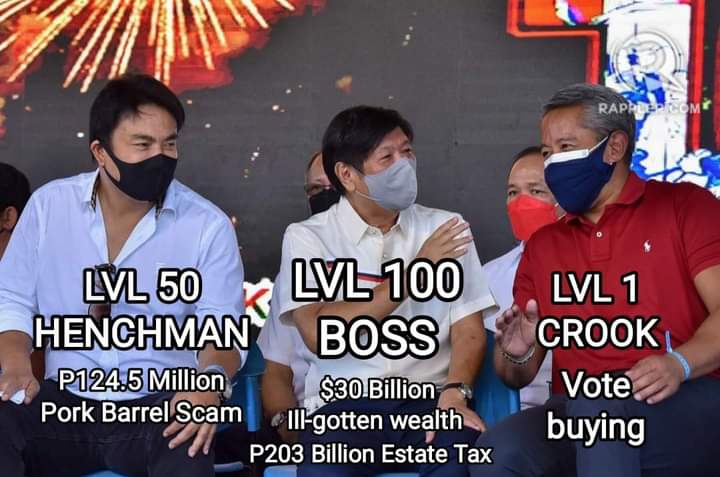 RAPPLER.COM
LVL 50
HENCHMAN
P124.5 Million
Pork Barrel Scam
LVL 100
BOSS
$30 Billion
Ill-gotten wealth
P203 Billion Estate Tax
LVL 1
CROOK
Vote
buying